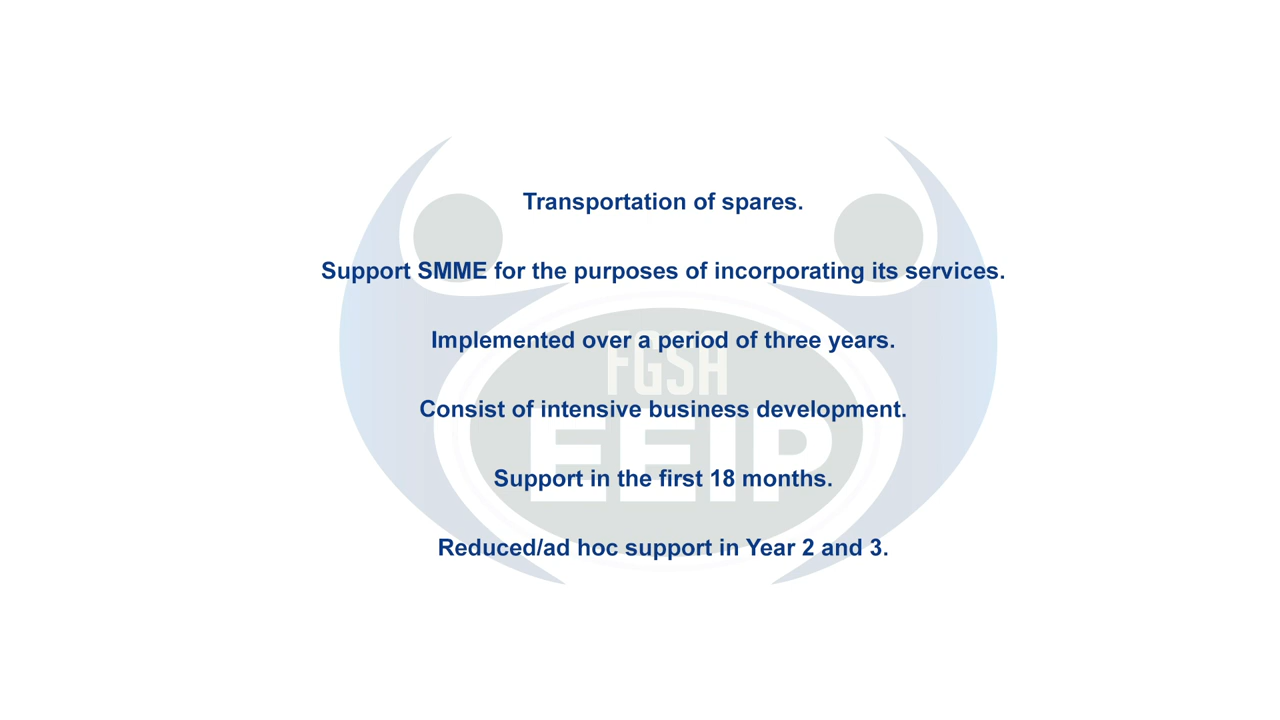 Transportation of spares.
Support SMME for the purposes of incorporating its services.
Implemented over a period of three years.
FGSH
Consist of intensive business development.
EEIP
Support in the first 18 months.
Reduced/ad hoc support in Year 2 and 3.